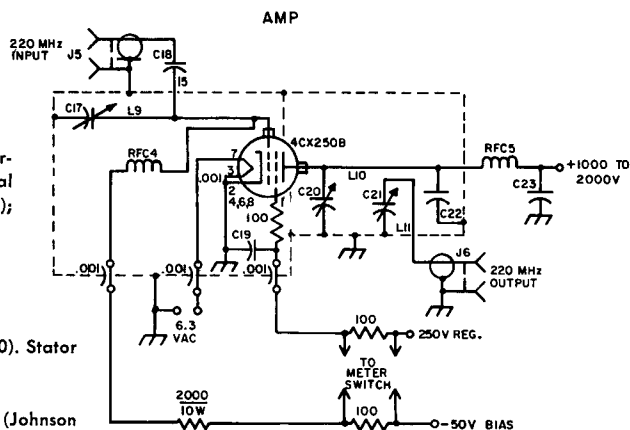 AMP
220 MHz
INPUT
J5
C18
15
C17
L9
4CX250B
RFC4
7
3
.001
2
4,6,8
100
C19
L10
C20
C21
L11
C22
RFC5
C23
+1000 TO
2000V
J6
220 MHz
OUTPUT
.001
.001
.001
6.3
VAC
100
250V REG.
TO
METER
SWITCH
2000
10W
100
-50V BIAS
r-
al
);
0). Stator
(Johnson